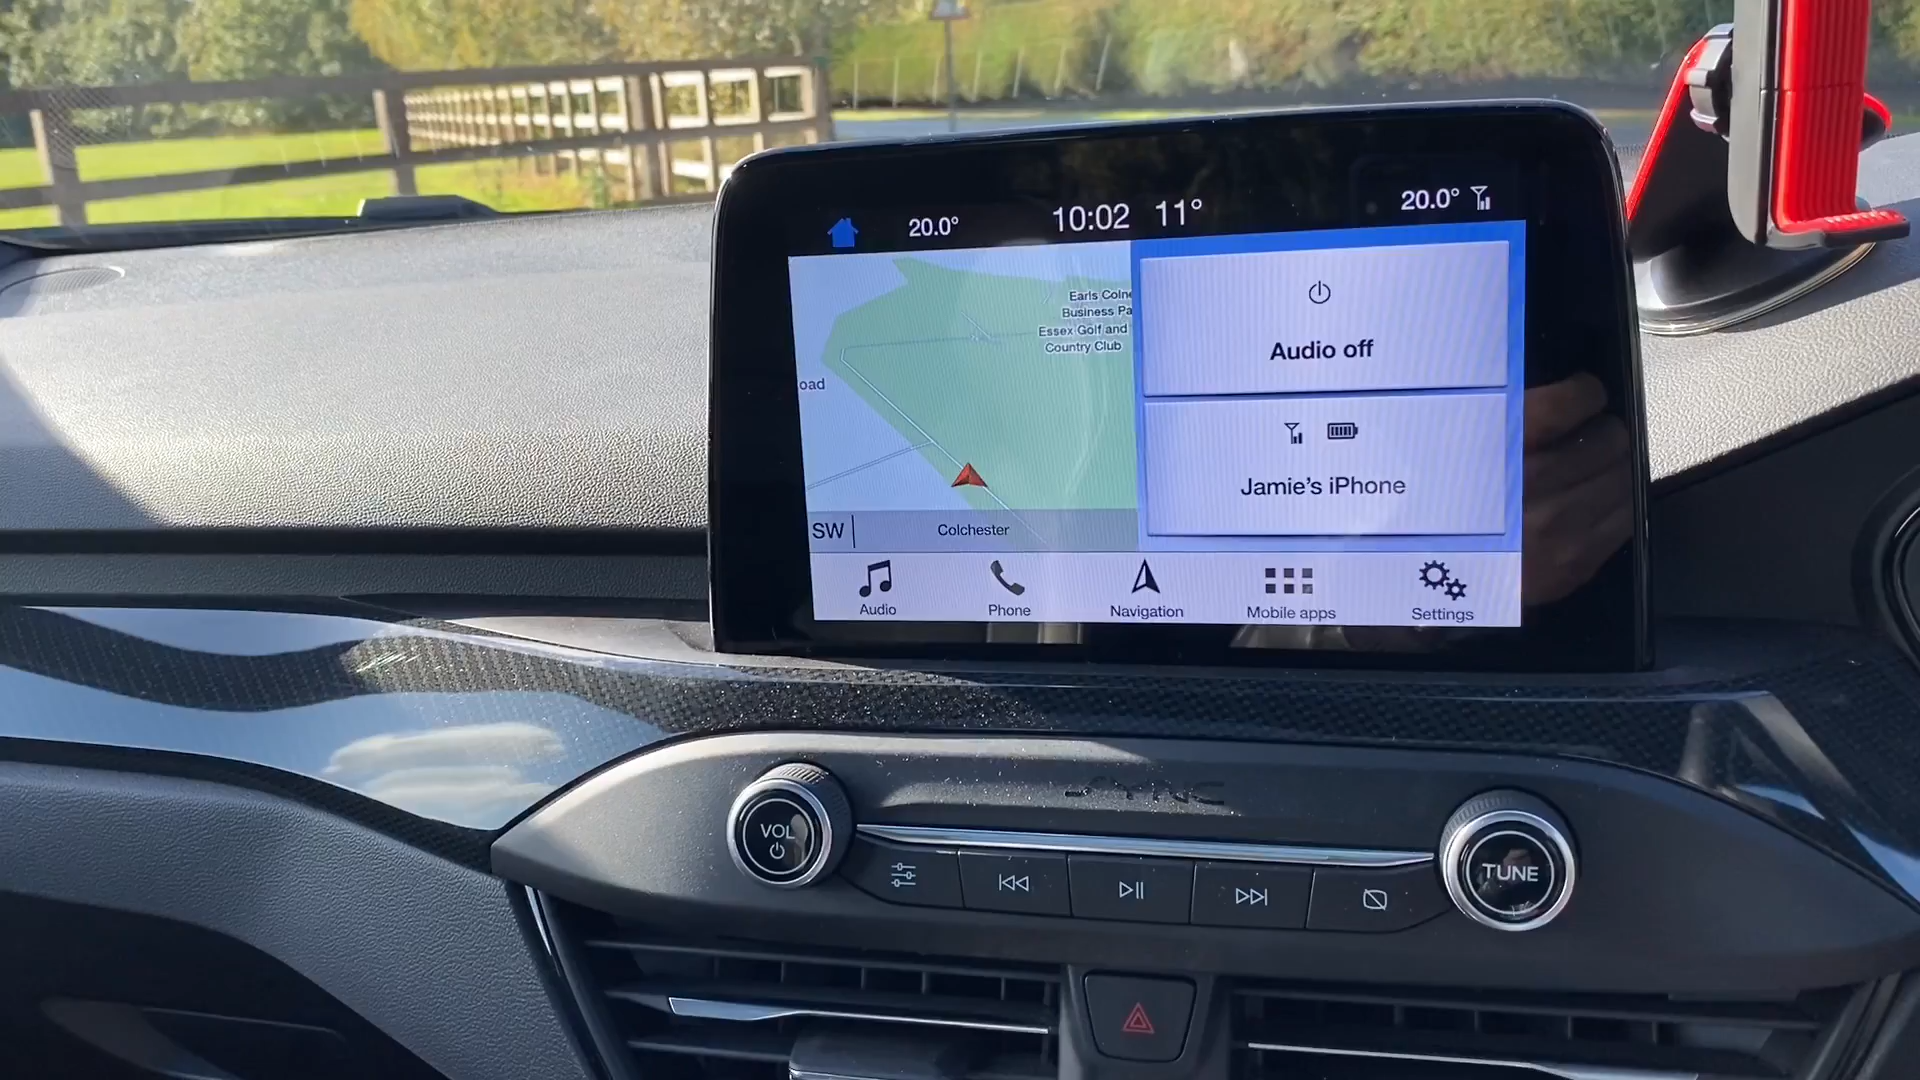 20.0° 10:02 11° 20.0°
Earls Colne
Business Pa
Essex Golf and
Country Club
oad
SW Colchester
Audio off
Jamie's iPhone
Audio Phone Navigation Mobile apps Settings
SYNC
VOL
TUNE